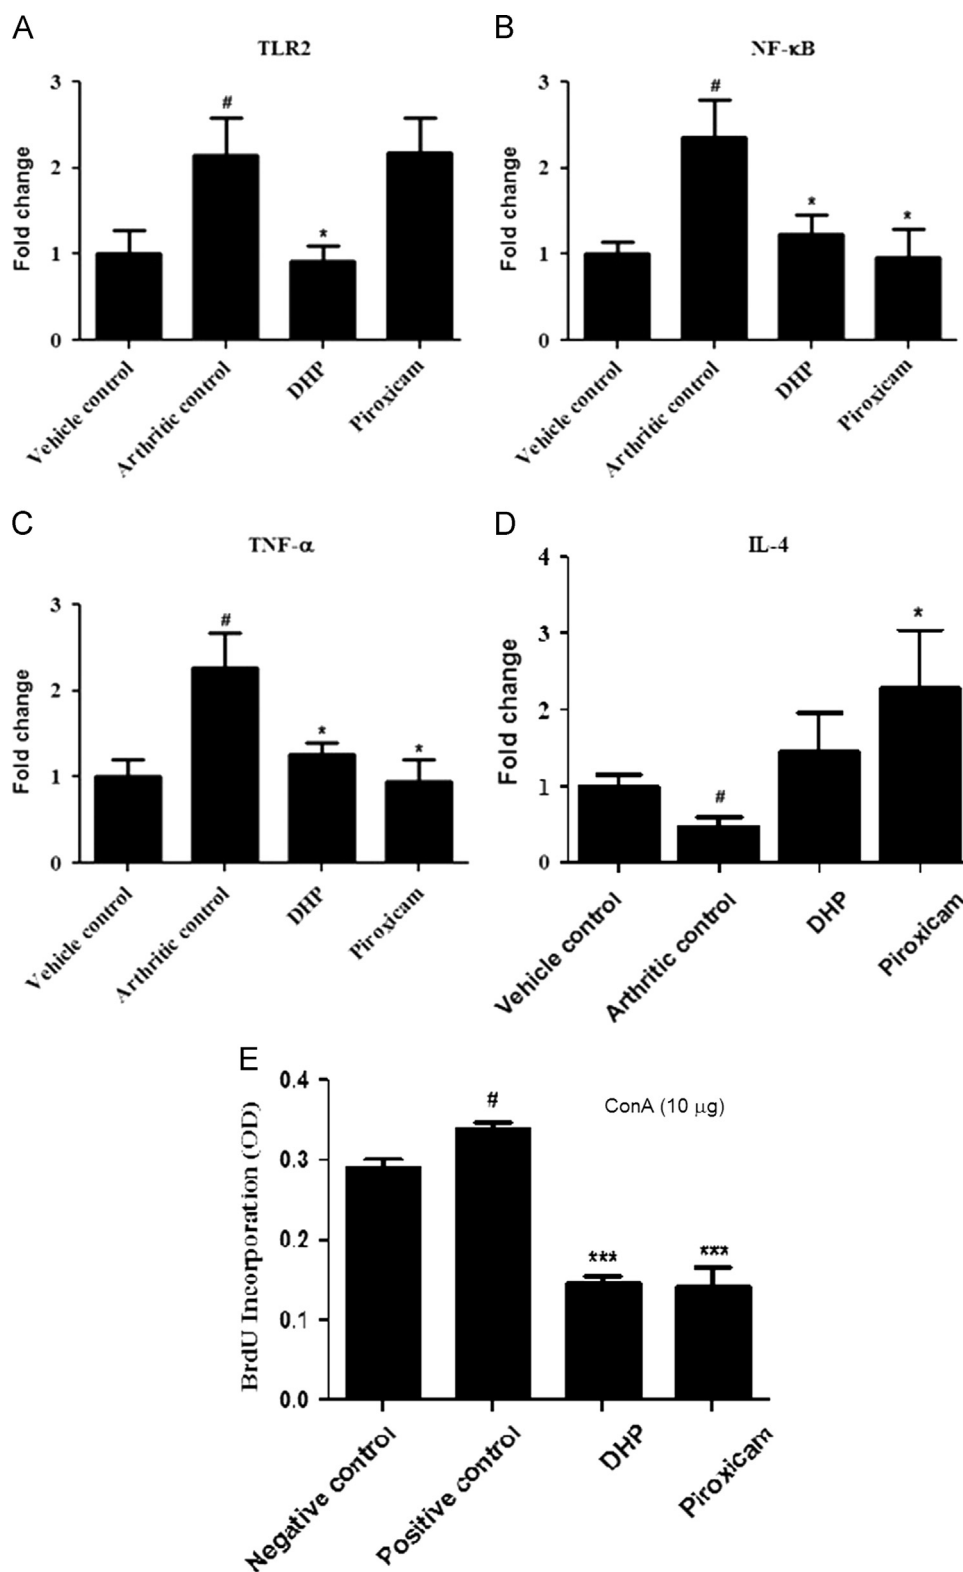 A
TLR2
Fold change
3
2
1
0
#
*
Vehicle control
Arthritic control
DHP
Piroxicam
B
NF-κB
Fold change
3
2
1
0
#
*
*
Vehicle control
Arthritic control
DHP
Piroxicam
C
TNF-α
Fold change
3
2
1
0
#
*
*
Vehicle control
Arthritic control
DHP
Piroxicam
D
IL-4
Fold change
4
3
2
1
0
#
*
Vehicle control
Arthritic control
DHP
Piroxicam
E
BrdU Incorporation (OD)
0.4
0.3
0.2
0.1
0.0
#
ConA (10 µg)
***
***
Negative control
Positive control
DHP
Piroxicam